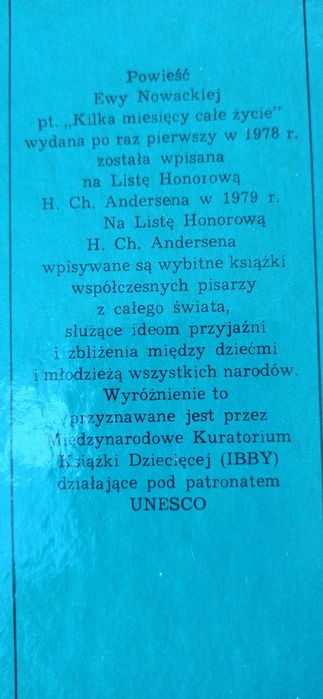 Powieść
Ewy Nowackiej
pt. „Kilka miesięcy całe życie"
wydana po raz pierwszy w 1978 r.
została wpisana
na Listę Honorową
H. Ch. Andersena w 1979 r.
Na Listę Honorową
H. Ch. Andersena
wpisywane są wybitne książki
współczesnych pisarzy
z całego świata,
służące ideom przyjaźni
i zbliżenia między dziećmi
i młodzieżą wszystkich narodów.
Wyróżnienie to
przyznawane jest przez
Międzynarodowe Kuratorium
Książki Dziecięcej (IBBY)
działające pod patronatem
UNESCO